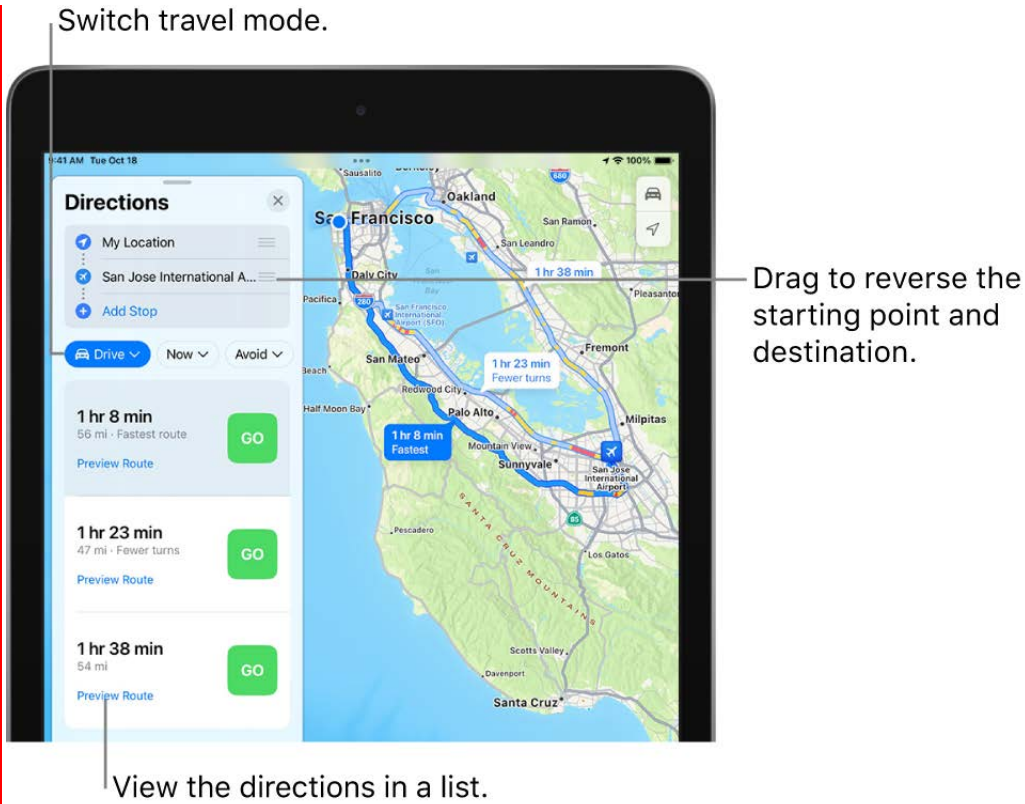 Switch travel mode.
9:41 AM Tue Oct 18
100%
Directions
My Location
San Jose International A...
Add Stop
Drive
Now
Avoid
1 hr 8 min
56 mi · Fastest route
Preview Route
GO
1 hr 23 min
47 mi · Fewer turns
Preview Route
GO
1 hr 38 min
54 mi
Preview Route
GO
Sausalito
Oakland
San Francisco
680
San Ramon
San Leandro
1 hr 38 min
Daly City
San
Bay
Pleasanton
Pacifica
280
San Francisco
International
Airport (SFO)
San Mateo
Fremont
1 hr 23 min
Fewer turns
Beach
Redwood City
Half Moon Bay
Palo Alto
Milpitas
1 hr 8 min
Fastest
Mountain View
Sunnyvale
San Jose
International
Airport
85
Pescadero
SANTA CRUZ MOUNTAINS
Los Gatos
Scotts Valley
Davenport
Santa Cruz
Drag to reverse the
starting point and
destination.
View the directions in a list.